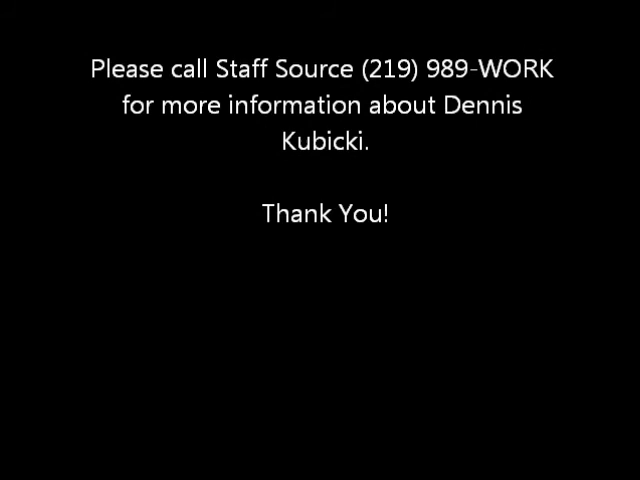 Please call Staff Source (219) 989-WORK
for more information about Dennis
Kubicki.
Thank You!